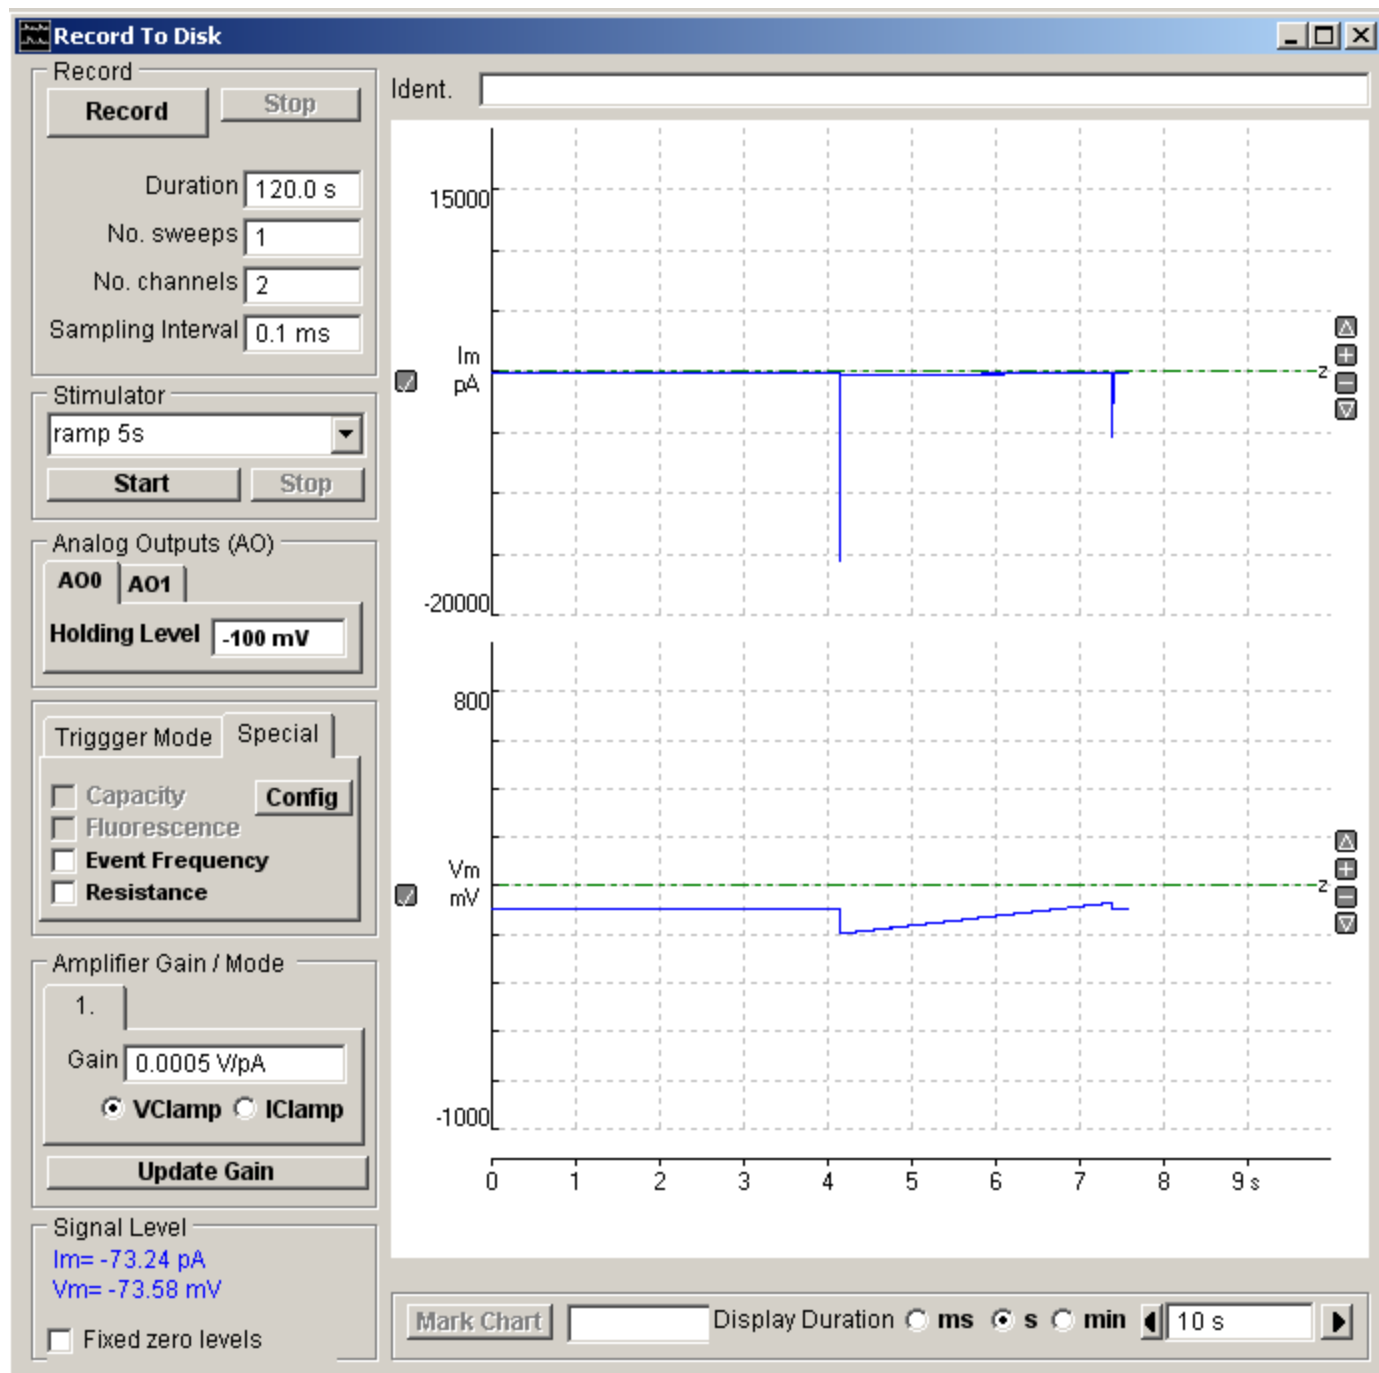 Record To Disk
Record
Record Stop
Duration 120.0 s
No. sweeps 1
No. channels 2
Sampling Interval 0.1 ms
Stimulator
ramp 5s
Start Stop
Analog Outputs (AO)
AO0 AO1
Holding Level -100 mV
Triggger Mode Special
Capacity Config
Fluorescence
Event Frequency
Resistance
Amplifier Gain / Mode
1.
Gain 0.0005 V/pA
VClamp IClamp
Update Gain
Signal Level
Im= -73.24 pA
Vm= -73.58 mV
Fixed zero levels
Ident.
15000
Im
pA
z
-20000
800
Vm
mV
z
-1000
0 1 2 3 4 5 6 7 8 9 s
Mark Chart Display Duration ms s min 10 s